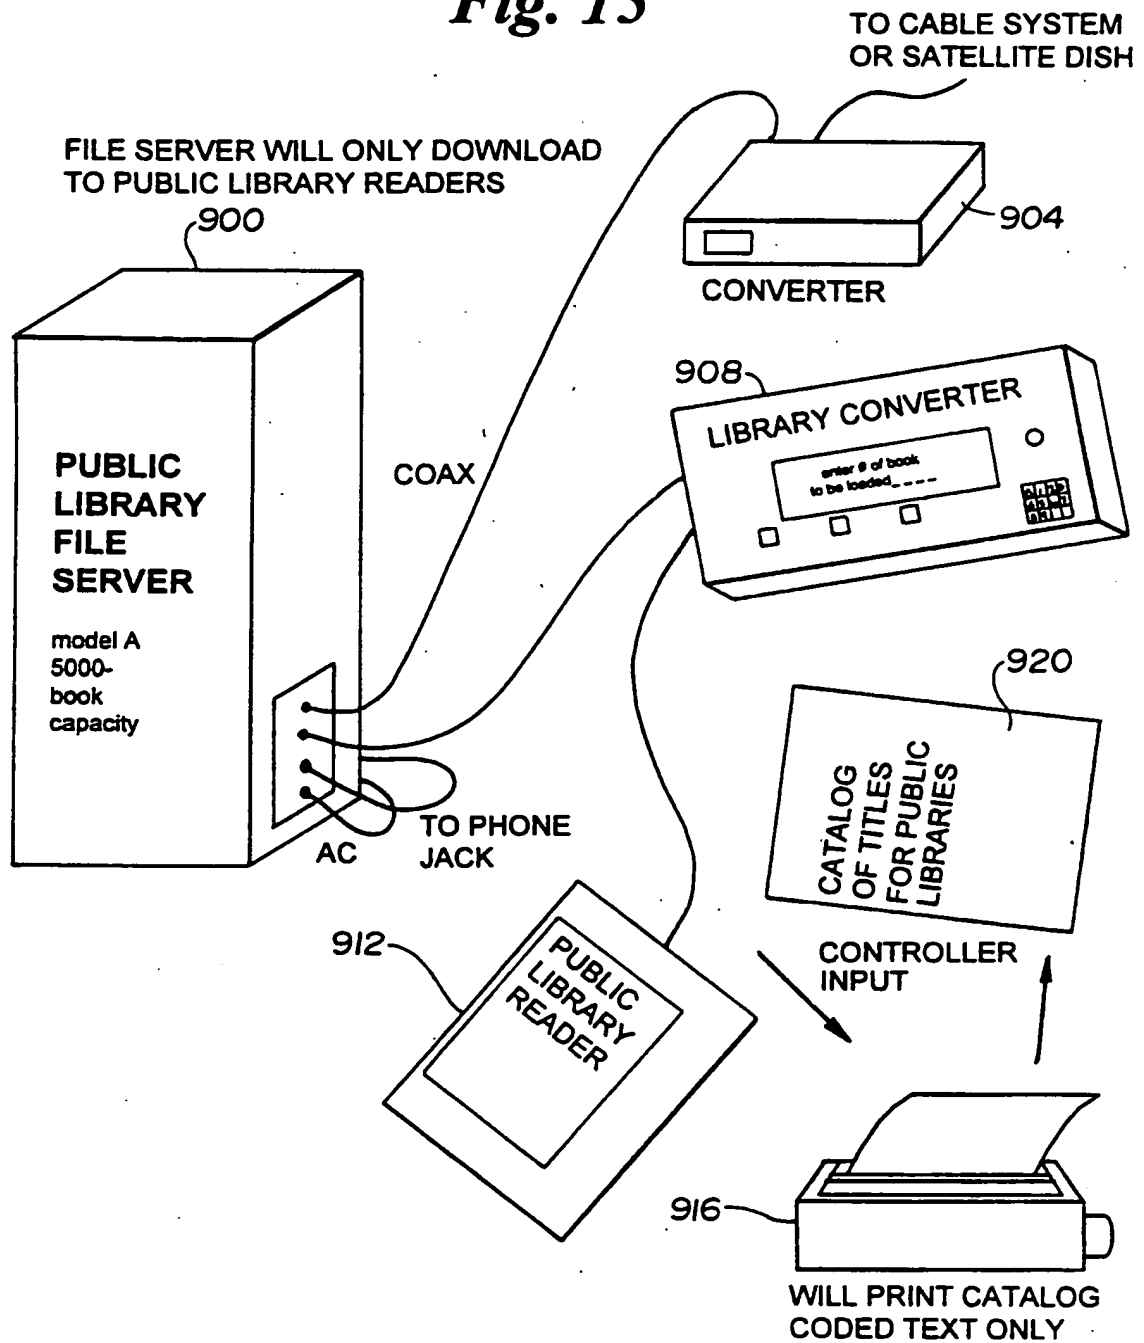 Fig. 15
TO CABLE SYSTEM
OR SATELLITE DISH
FILE SERVER WILL ONLY DOWNLOAD
TO PUBLIC LIBRARY READERS
900
904
CONVERTER
908
LIBRARY CONVERTER
enter # of book
to be loaded_ _ _ _
COAX
PUBLIC
LIBRARY
FILE
SERVER
model A
5000-
book
capacity
AC
TO PHONE
JACK
920
CATALOG
OF TITLES
FOR PUBLIC
LIBRARIES
912
PUBLIC
LIBRARY
READER
CONTROLLER
INPUT
916
WILL PRINT CATALOG
CODED TEXT ONLY